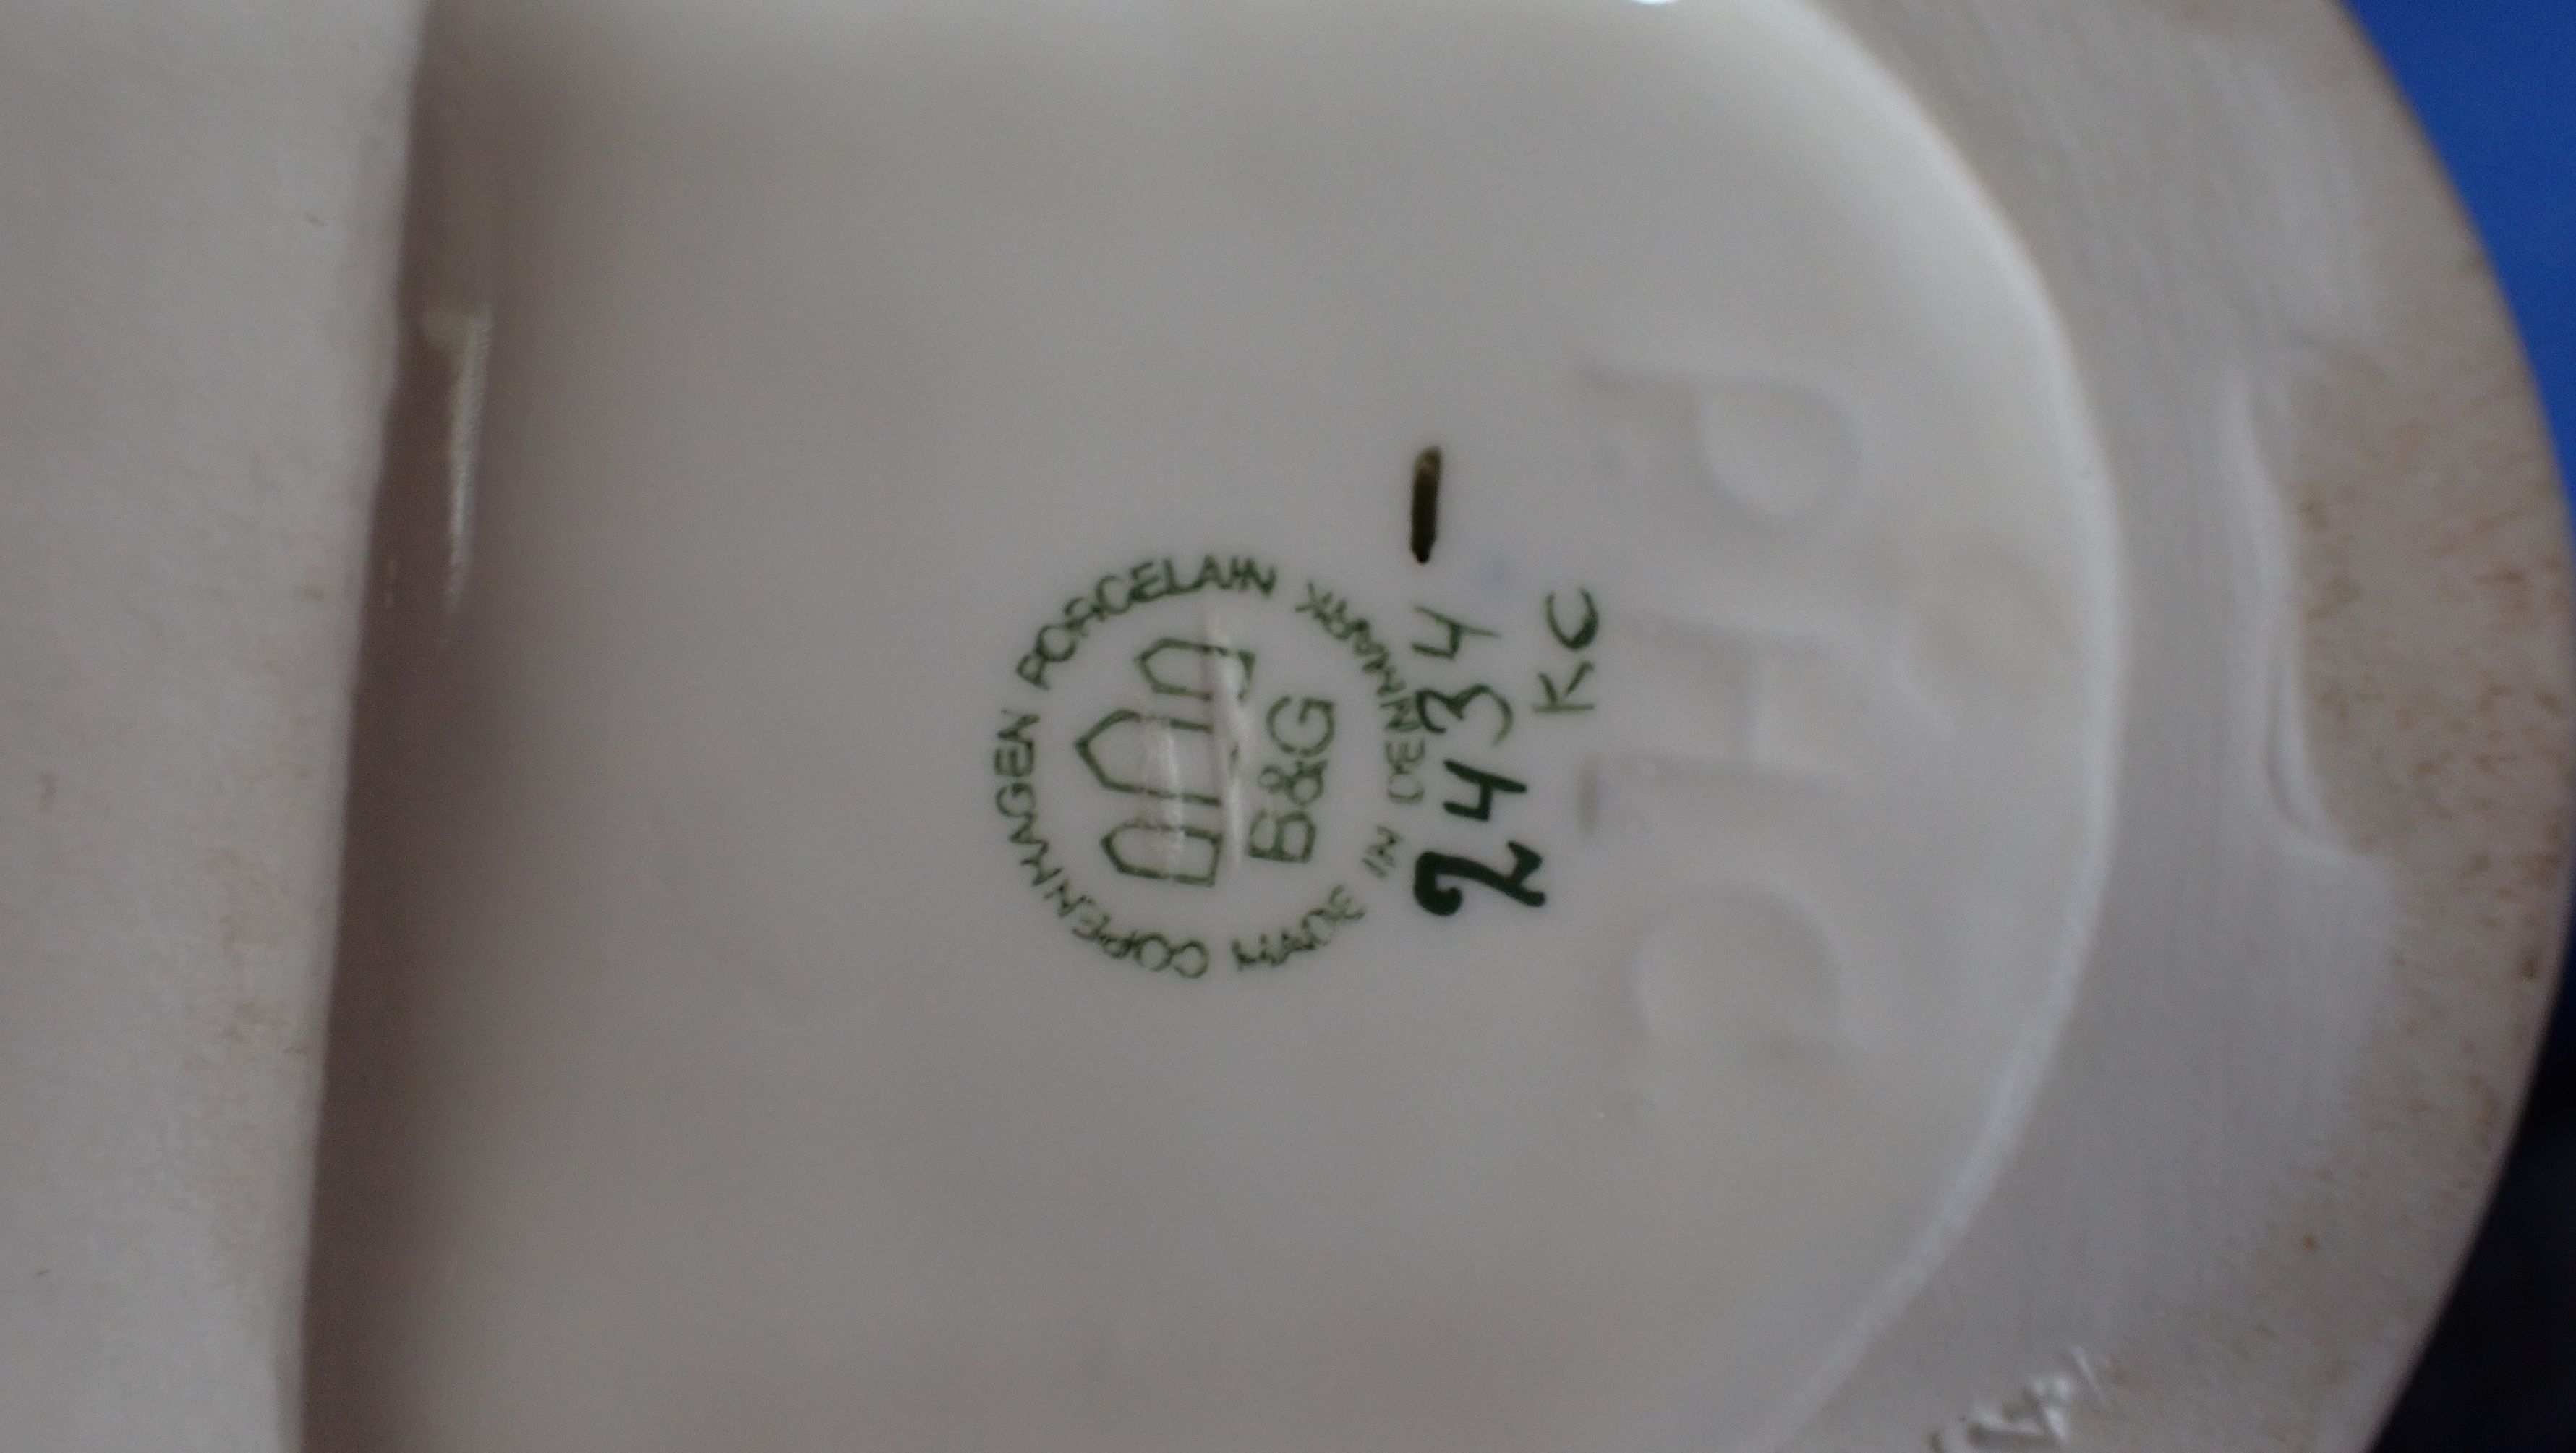 COPENHAGEN PORCELAIN
B&G
MADE IN DENMARK
2434
KC